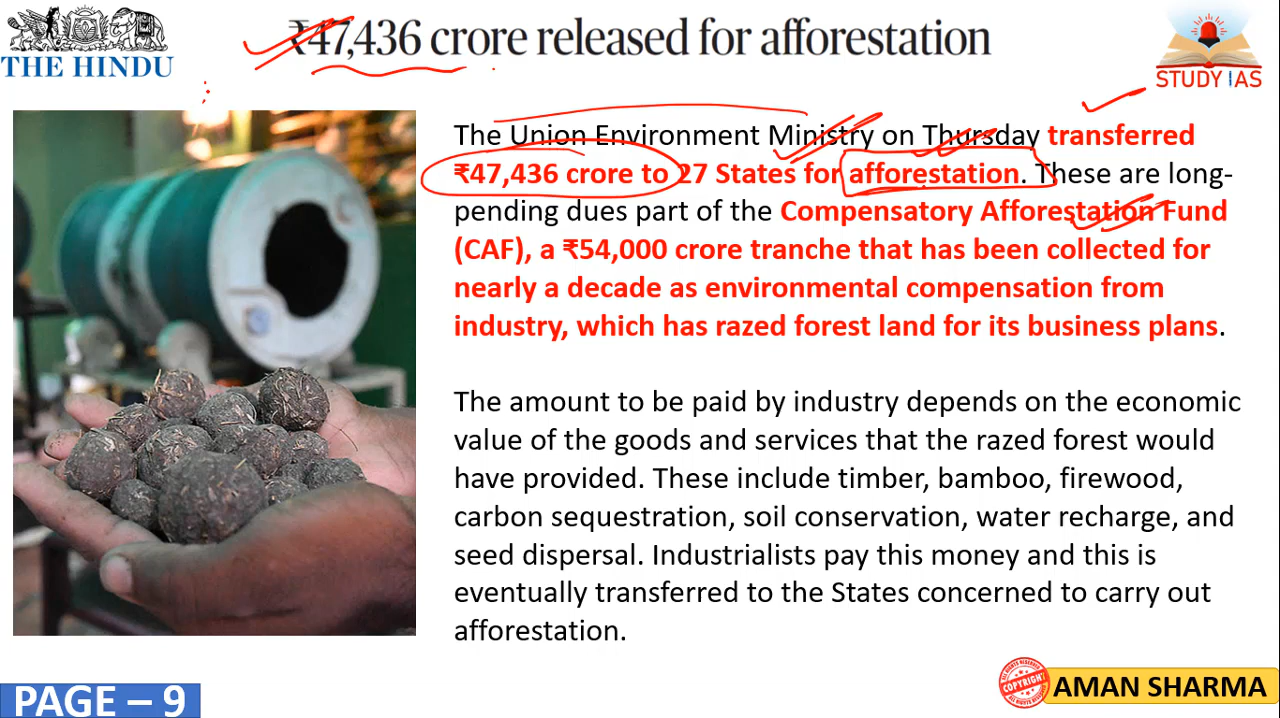 THE HINDU
₹47,436 crore released for afforestation
STUDY IAS
The Union Environment Ministry on Thursday transferred
₹47,436 crore to 27 States for afforestation. These are long-
pending dues part of the Compensatory Afforestation Fund
(CAF), a ₹54,000 crore tranche that has been collected for
nearly a decade as environmental compensation from
industry, which has razed forest land for its business plans.
The amount to be paid by industry depends on the economic
value of the goods and services that the razed forest would
have provided. These include timber, bamboo, firewood,
carbon sequestration, soil conservation, water recharge, and
seed dispersal. Industrialists pay this money and this is
eventually transferred to the States concerned to carry out
afforestation.
PAGE – 9
COPYRIGHT
AMAN SHARMA